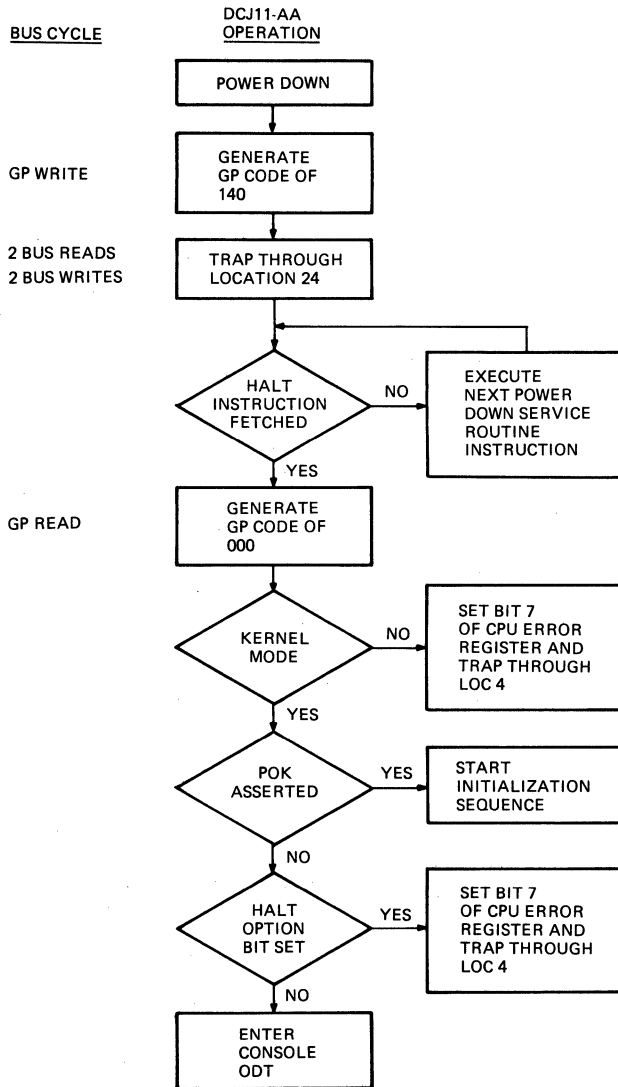 BUS CYCLE
DCJ11-AA
OPERATION
POWER DOWN
GP WRITE
GENERATE
GP CODE OF
140
2 BUS READS
2 BUS WRITES
TRAP THROUGH
LOCATION 24
HALT
INSTRUCTION
FETCHED
NO
EXECUTE
NEXT POWER
DOWN SERVICE
ROUTINE
INSTRUCTION
YES
GP READ
GENERATE
GP CODE OF
000
KERNEL
MODE
NO
SET BIT 7
OF CPU ERROR
REGISTER AND
TRAP THROUGH
LOC 4
YES
POK
ASSERTED
YES
START
INITIALIZATION
SEQUENCE
NO
HALT
OPTION
BIT SET
YES
SET BIT 7
OF CPU ERROR
REGISTER AND
TRAP THROUGH
LOC 4
NO
ENTER
CONSOLE
ODT